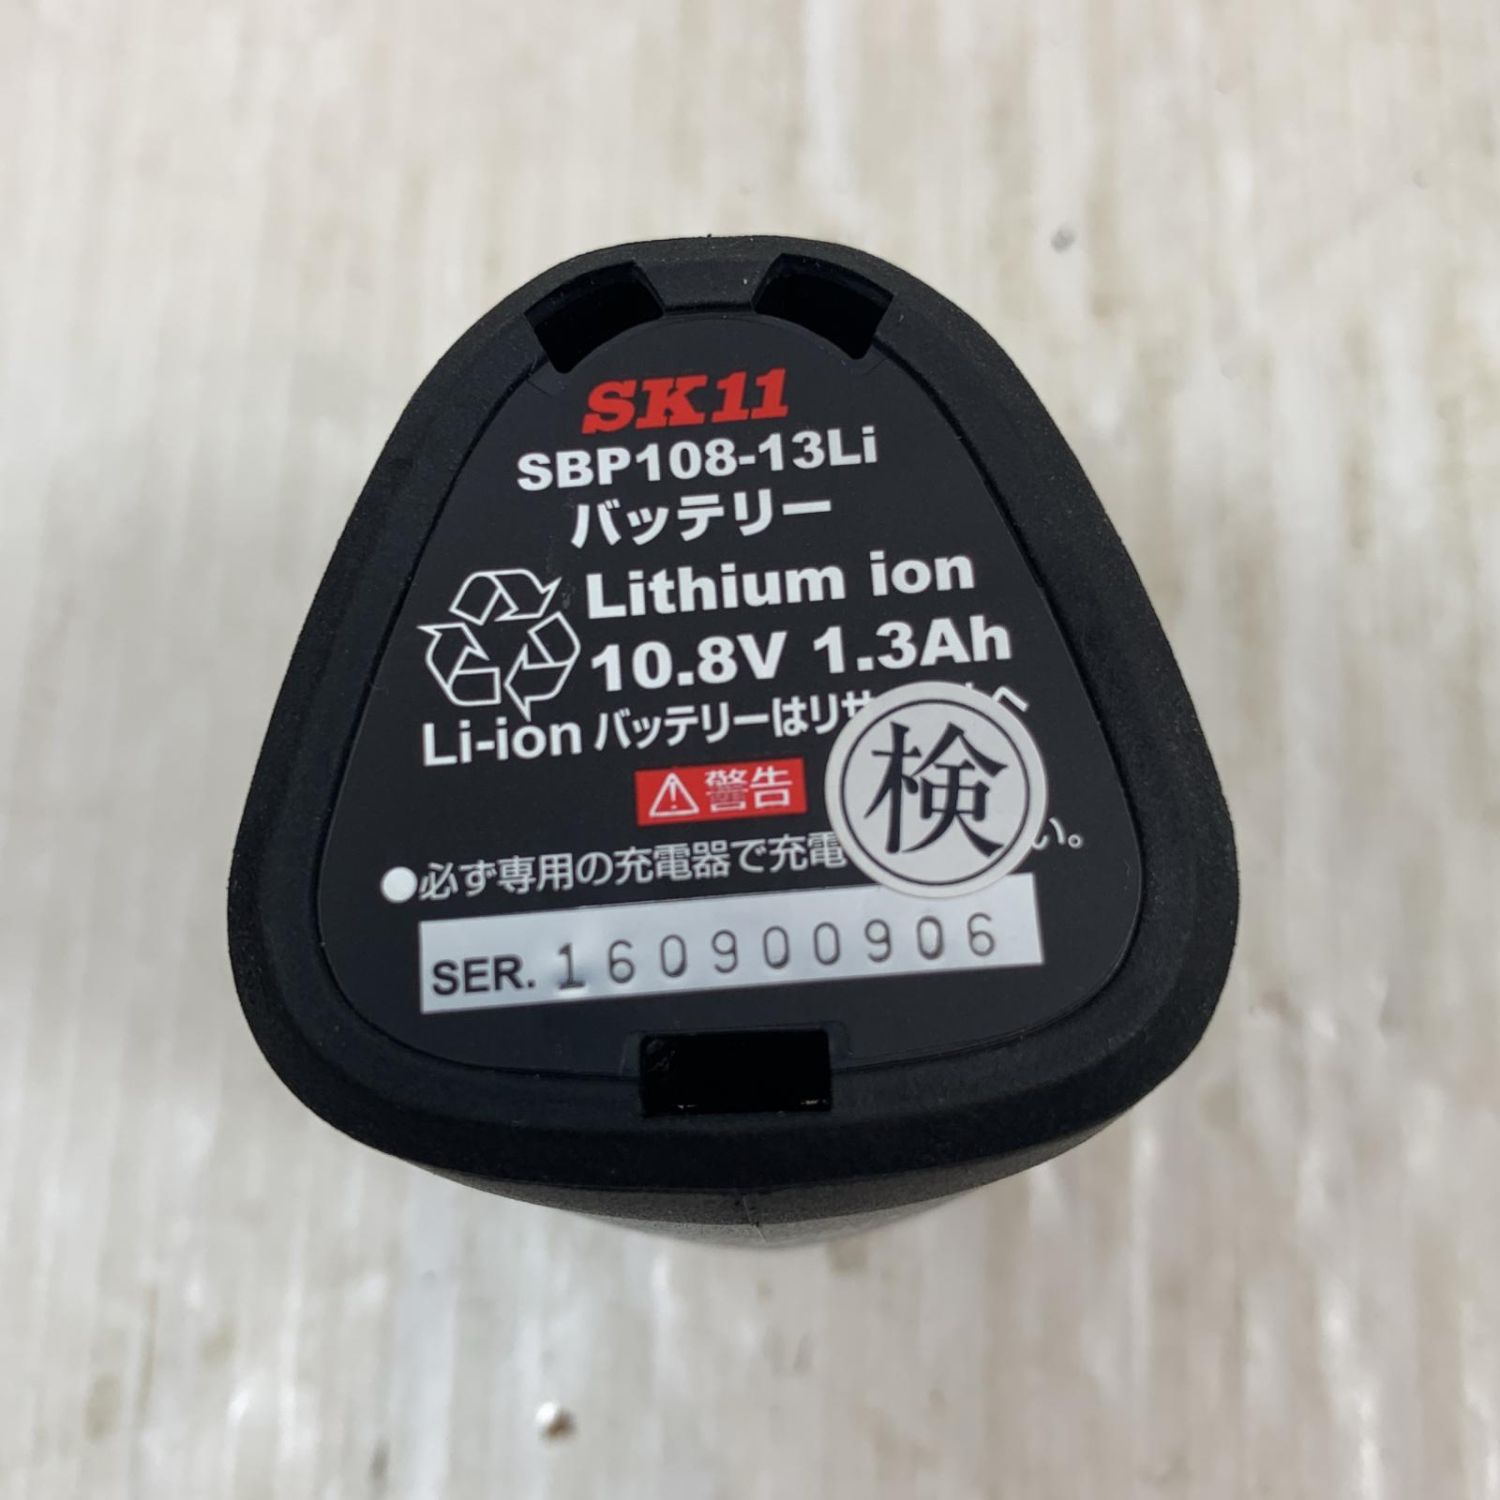 SK11
SBP108-13Li
バッテリー
Lithium ion
10.8V 1.3Ah
Li-ion バッテリーはリサ へ
警告
●必ず専用の充電器で充電 い。
検
SER. 160900906